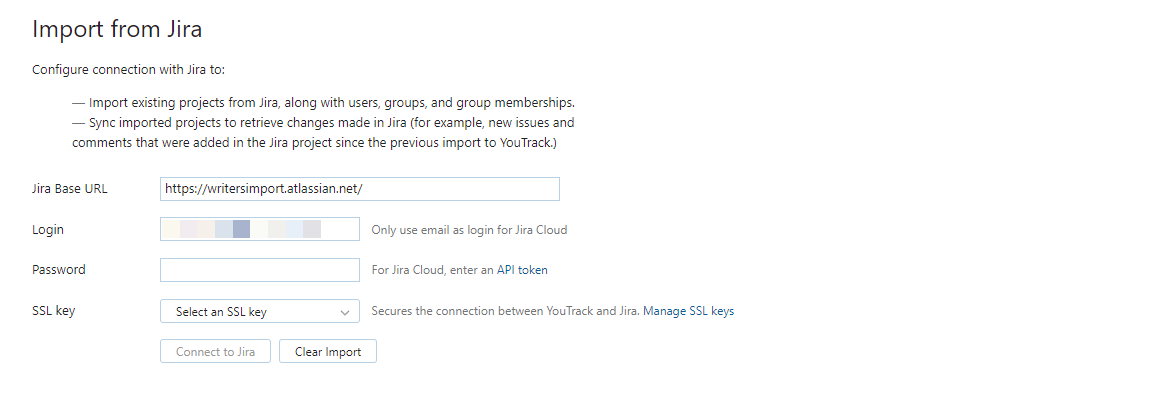 Import from Jira
Configure connection with Jira to:
— Import existing projects from Jira, along with users, groups, and group memberships.
— Sync imported projects to retrieve changes made in Jira (for example, new issues and
comments that were added in the Jira project since the previous import to YouTrack.)
Jira Base URL https://writersimport.atlassian.net/
Login Only use email as login for Jira Cloud
Password For Jira Cloud, enter an API token
SSL key Select an SSL key Secures the connection between YouTrack and Jira. Manage SSL keys
Connect to Jira Clear Import